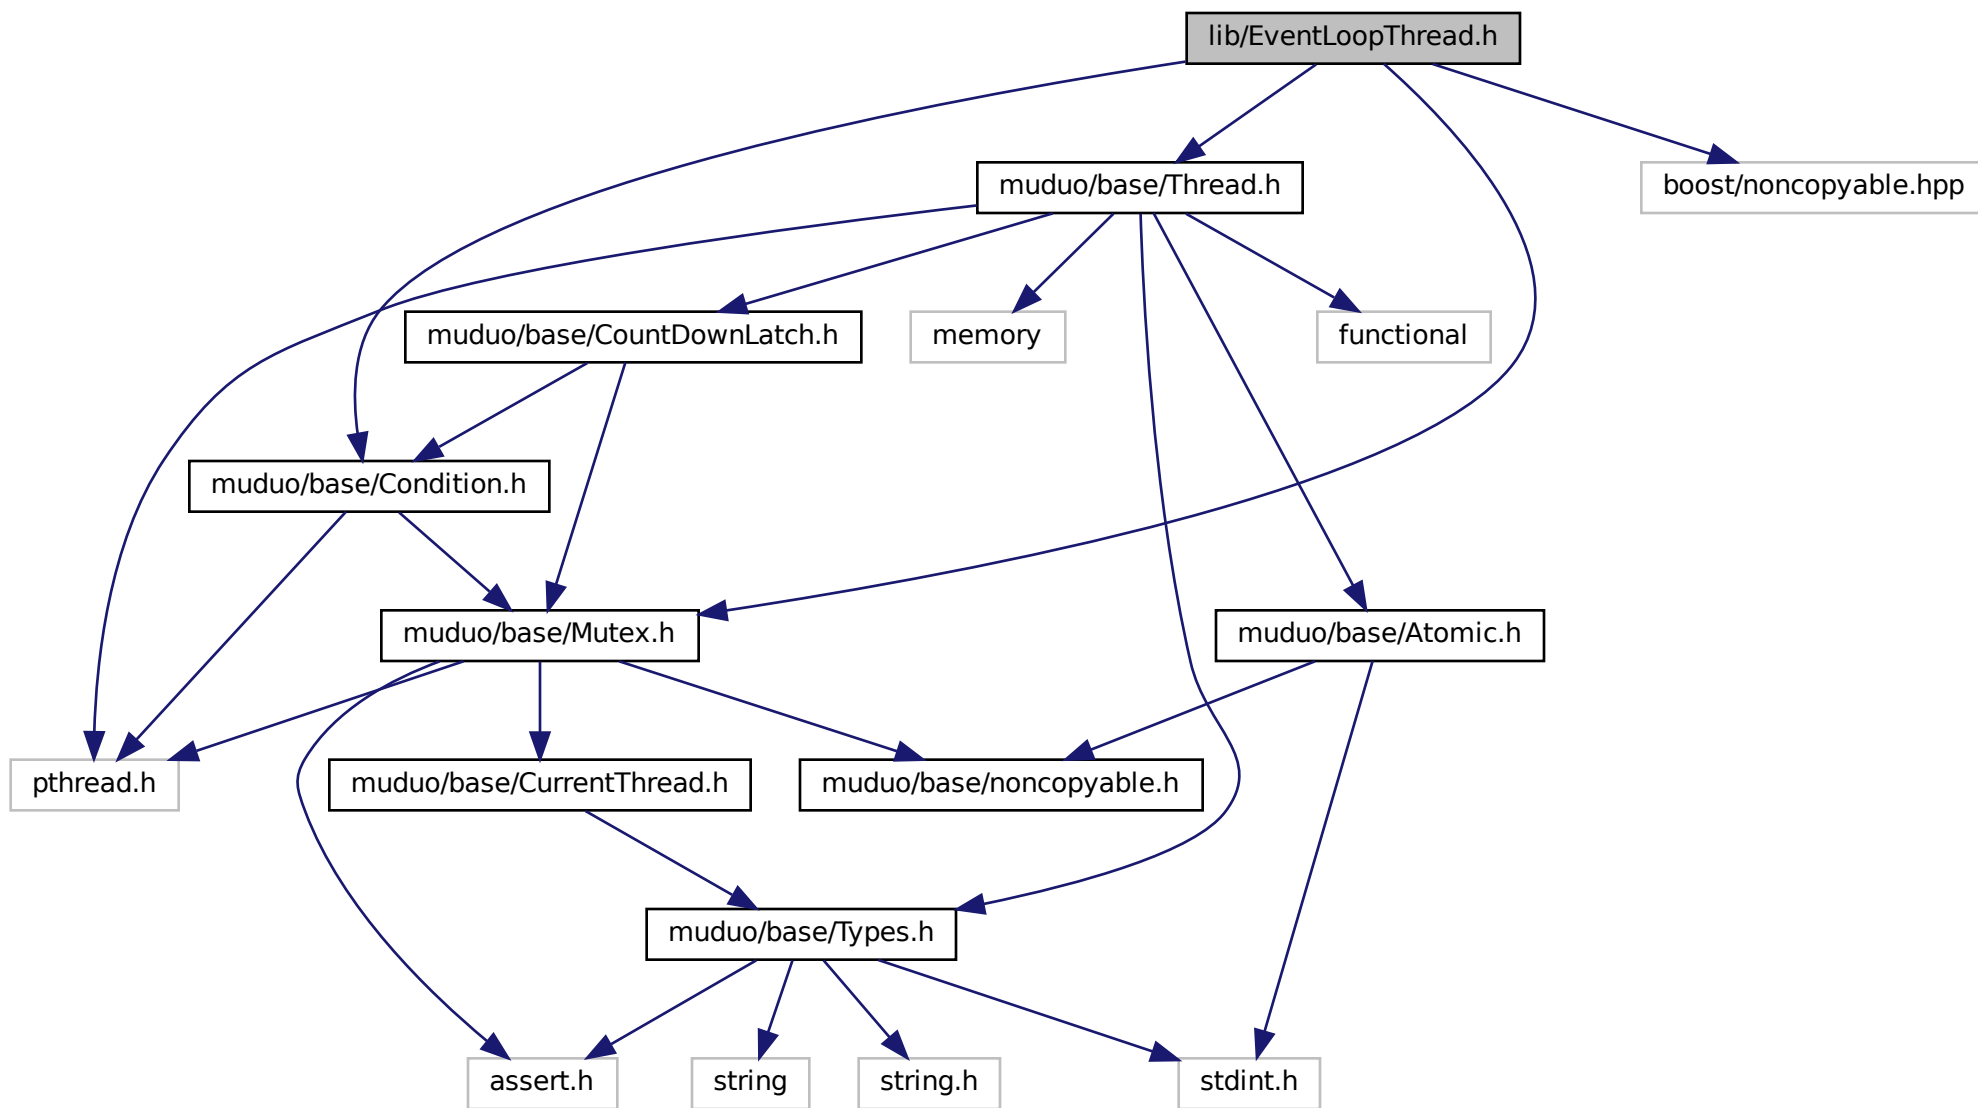 lib/EventLoopThread.h
muduo/base/Thread.h
boost/noncopyable.hpp
muduo/base/CountDownLatch.h
memory
functional
muduo/base/Condition.h
muduo/base/Mutex.h
muduo/base/Atomic.h
pthread.h
muduo/base/CurrentThread.h
muduo/base/noncopyable.h
muduo/base/Types.h
assert.h
string
string.h
stdint.h